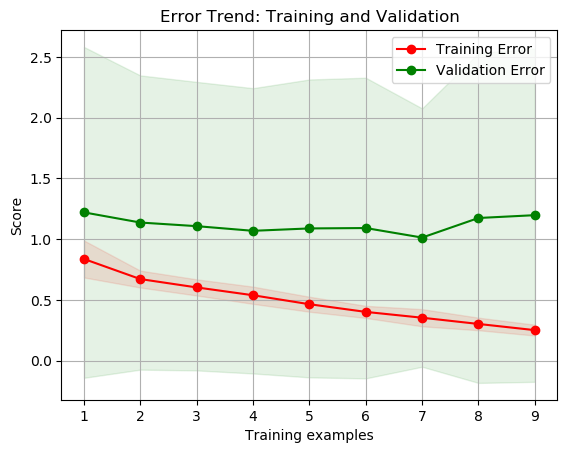 Error Trend: Training and Validation
Training Error
Validation Error
Score
2.5
2.0
1.5
1.0
0.5
0.0
1 2 3 4 5 6 7 8 9
Training examples